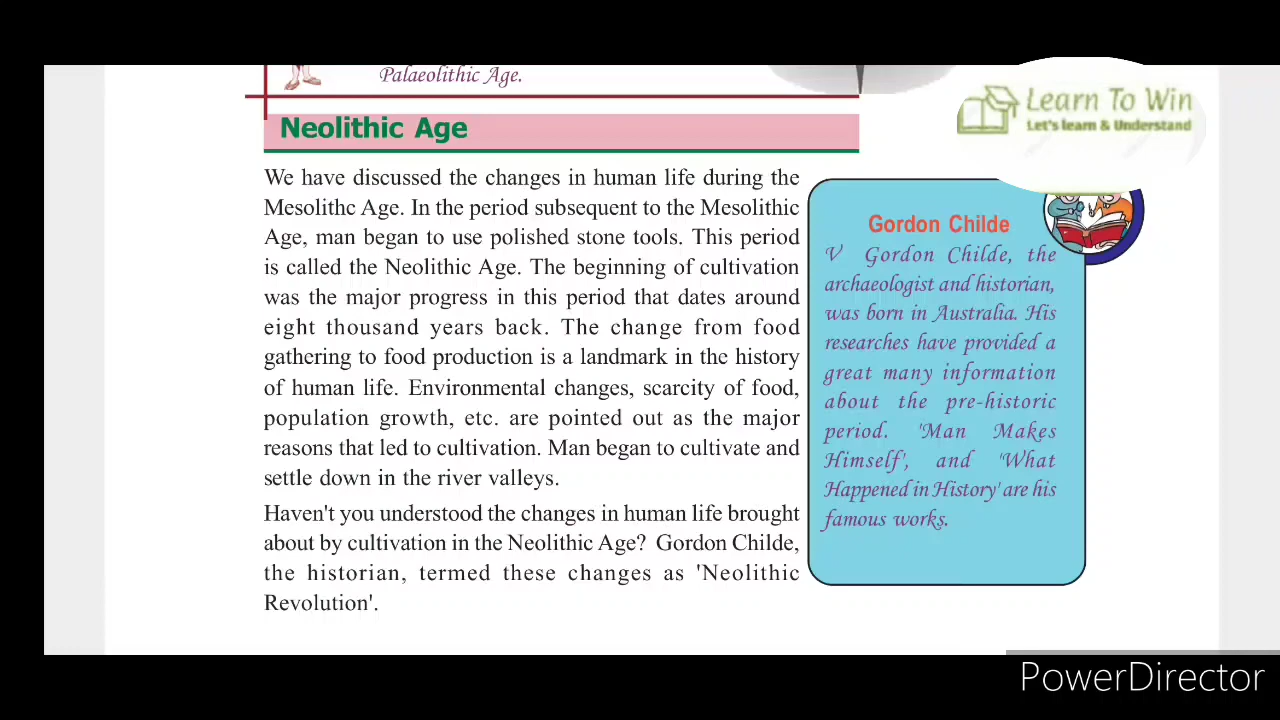 Palaeolithic Age.
Learn To Win
Let's learn & Understand
Neolithic Age
We have discussed the changes in human life during the
Mesolithc Age. In the period subsequent to the Mesolithic
Age, man began to use polished stone tools. This period
is called the Neolithic Age. The beginning of cultivation
was the major progress in this period that dates around
eight thousand years back. The change from food
gathering to food production is a landmark in the history
of human life. Environmental changes, scarcity of food,
population growth, etc. are pointed out as the major
reasons that led to cultivation. Man began to cultivate and
settle down in the river valleys.
Haven't you understood the changes in human life brought
about by cultivation in the Neolithic Age? Gordon Childe,
the historian, termed these changes as 'Neolithic
Revolution'.
Gordon Childe
V Gordon Childe, the
archaeologist and historian,
was born in Australia. His
researches have provided a
great many information
about the pre-historic
period. 'Man Makes
Himself', and 'What
Happened in History' are his
famous works.
PowerDirector